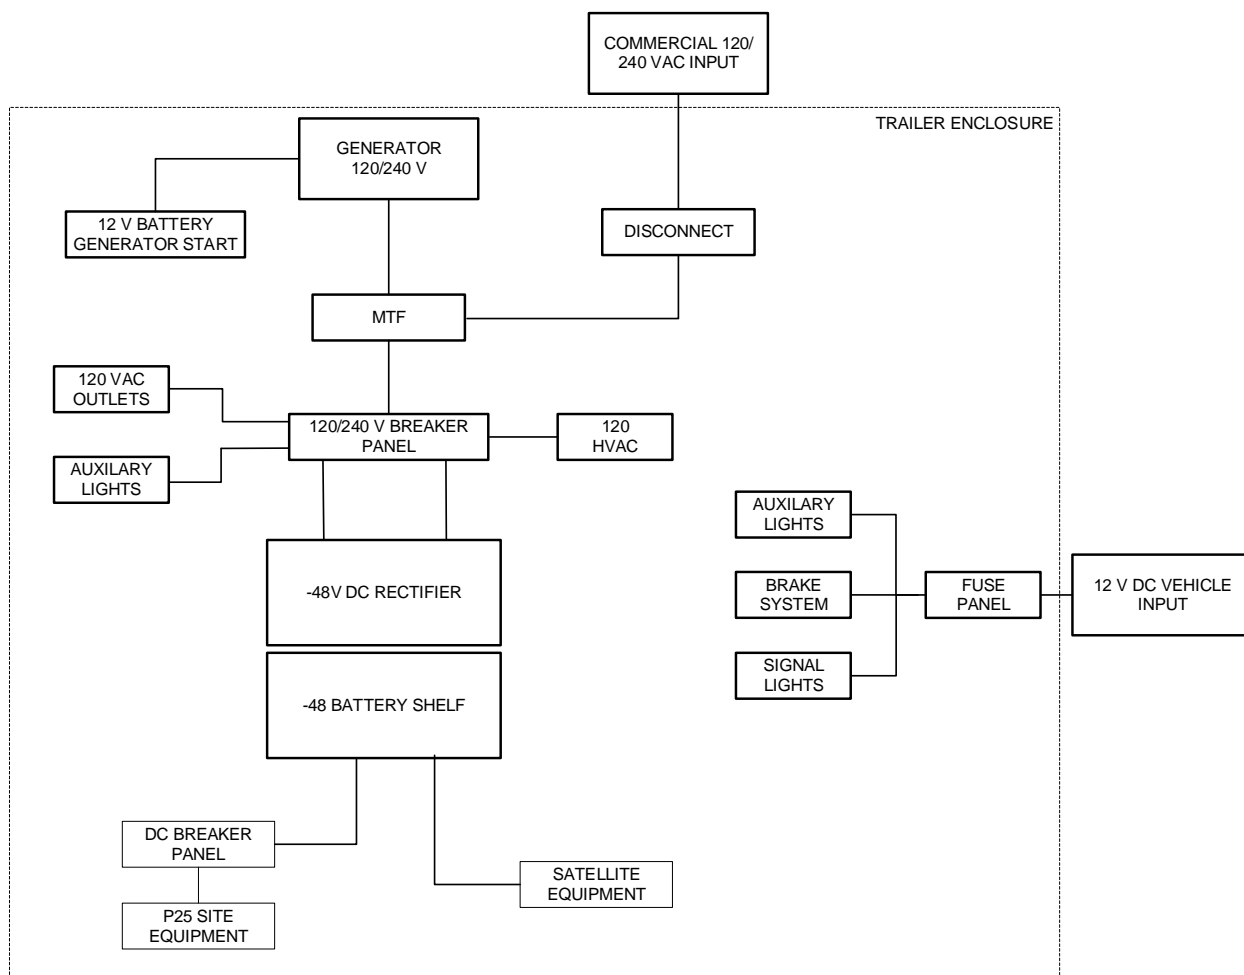 COMMERCIAL 120/
240 VAC INPUT
TRAILER ENCLOSURE
GENERATOR
120/240 V
12 V BATTERY
GENERATOR START
DISCONNECT
MTF
120 VAC
OUTLETS
120/240 V BREAKER
PANEL
120
HVAC
AUXILARY
LIGHTS
-48V DC RECTIFIER
-48 BATTERY SHELF
AUXILARY
LIGHTS
BRAKE
SYSTEM
FUSE
PANEL
12 V DC VEHICLE
INPUT
SIGNAL
LIGHTS
DC BREAKER
PANEL
SATELLITE
EQUIPMENT
P25 SITE
EQUIPMENT